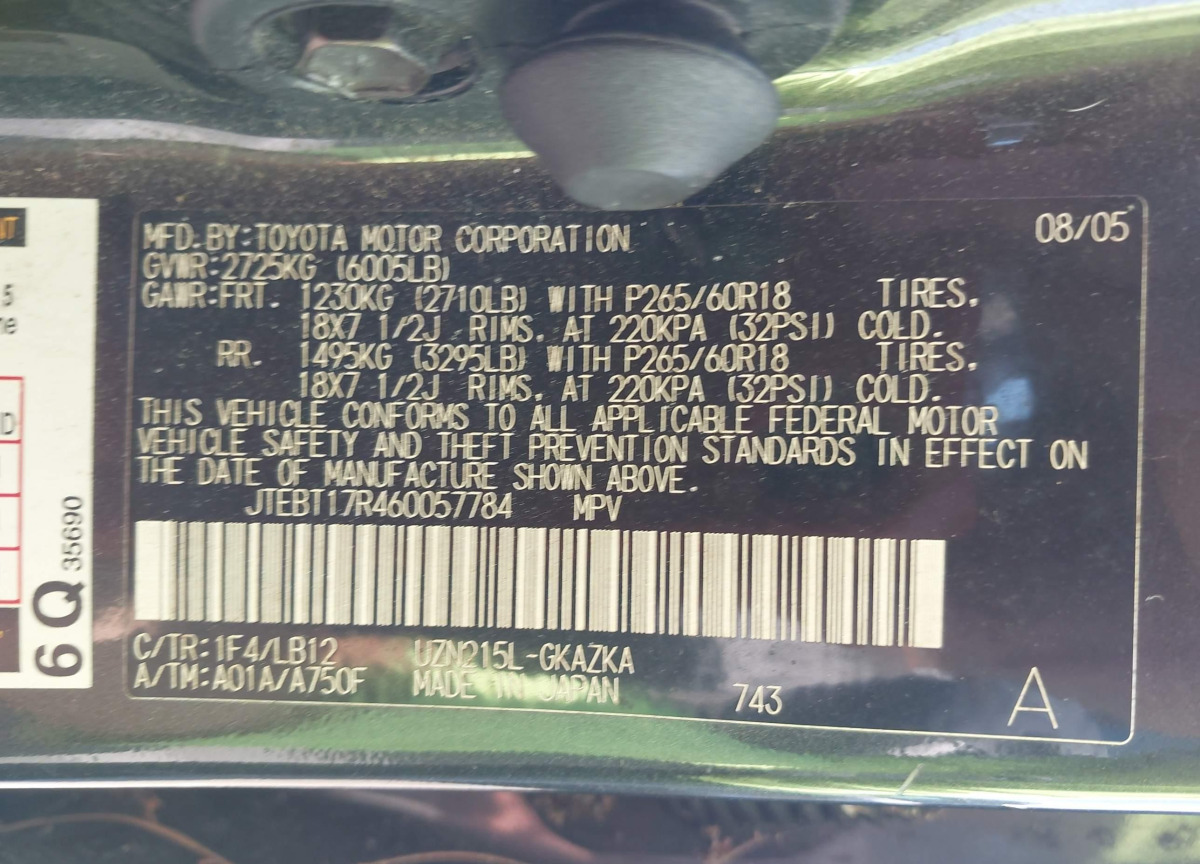 MFD.BY:TOYOTA MOTOR CORPORATION 08/05
GVWR:2725KG (6005LB)
GAWR:FRT. 1230KG (2710LB) WITH P265/60R18 TIRES,
18X7 1/2J RIMS, AT 220KPA (32PSI) COLD.
RR. 1495KG (3295LB) WITH P265/60R18 TIRES,
18X7 1/2J RIMS, AT 220KPA (32PSI) COLD.
THIS VEHICLE CONFORMS TO ALL APPLICABLE FEDERAL MOTOR
VEHICLE SAFETY AND THEFT PREVENTION STANDARDS IN EFFECT ON
THE DATE OF MANUFACTURE SHOWN ABOVE.
JTEBT17R460057784 MPV
C/TR:1F4/LB12 UZN215L-GKAZKA
A/TM:A01A/A750F MADE IN JAPAN 743 A
6Q 35690
5